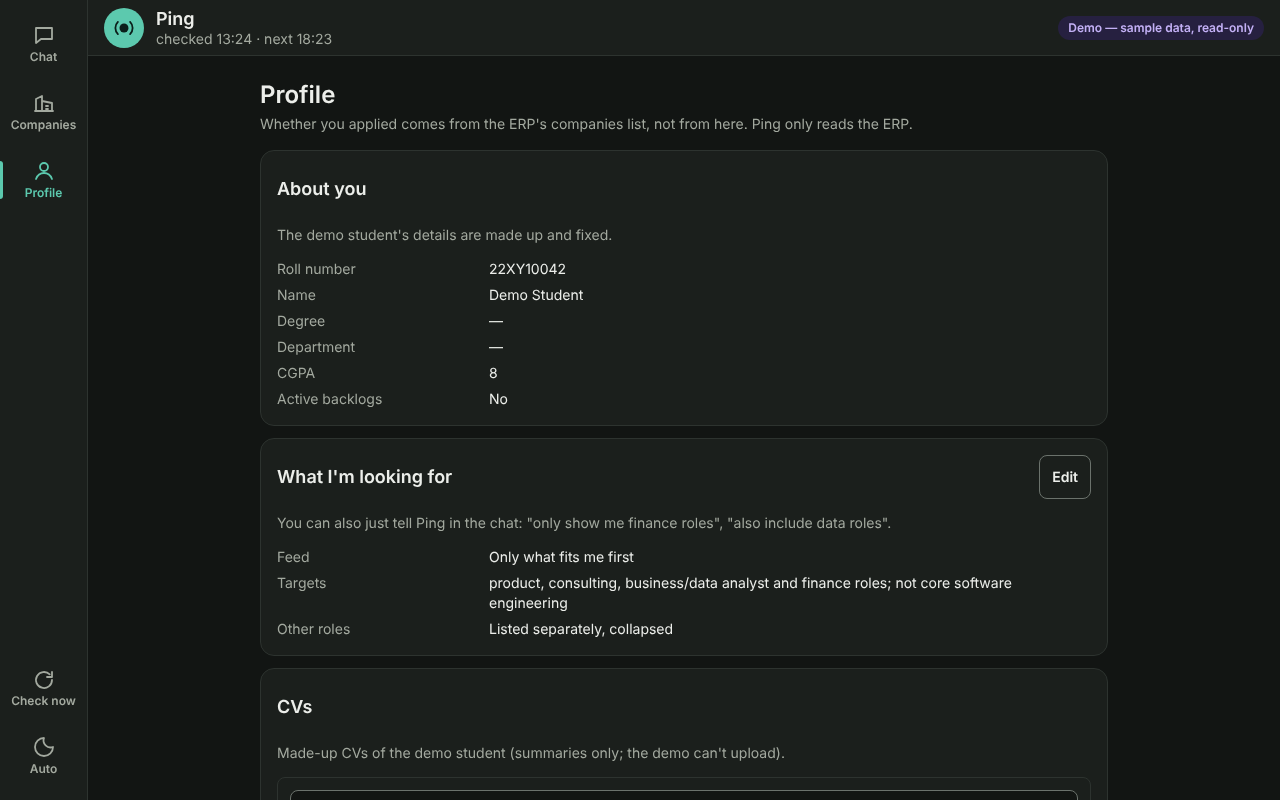 Ping
checked 13:24 · next 18:23
Demo — sample data, read-only
Chat
Companies
Profile
Check now
Auto
Profile
Whether you applied comes from the ERP's companies list, not from here. Ping only reads the ERP.
About you
The demo student's details are made up and fixed.
Roll number 22XY10042
Name Demo Student
Degree —
Department —
CGPA 8
Active backlogs No
What I'm looking for
Edit
You can also just tell Ping in the chat: "only show me finance roles", "also include data roles".
Feed Only what fits me first
Targets product, consulting, business/data analyst and finance roles; not core software
engineering
Other roles Listed separately, collapsed
CVs
Made-up CVs of the demo student (summaries only; the demo can't upload).